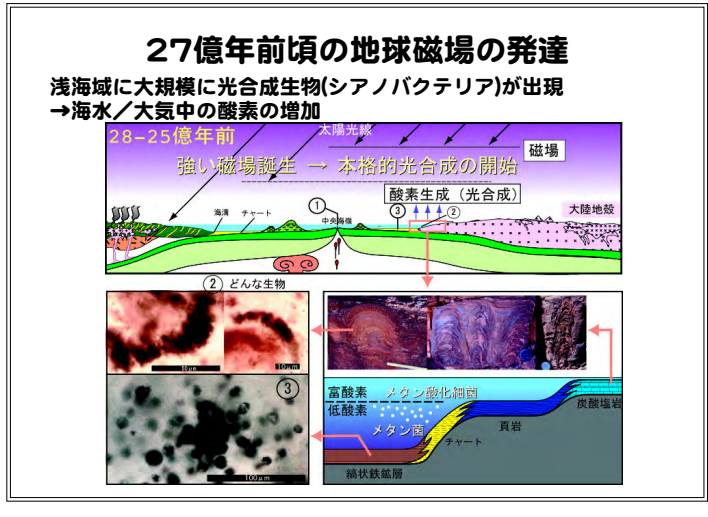 27億年前頃の地球磁場の発達
浅海域に大規模に光合成生物(シアノバクテリア)が出現
→海水／大気中の酸素の増加
28−25億年前
太陽光線
強い磁場誕生 → 本格的光合成の開始
磁場
酸素生成（光合成）
海溝
チャート
①
中央海嶺
③
②
大陸地殻
② どんな生物
50μm
10μm
③
100μm
富酸素
メタン酸化細菌
低酸素
メタン菌
チャート
頁岩
炭酸塩岩
縞状鉄鉱層